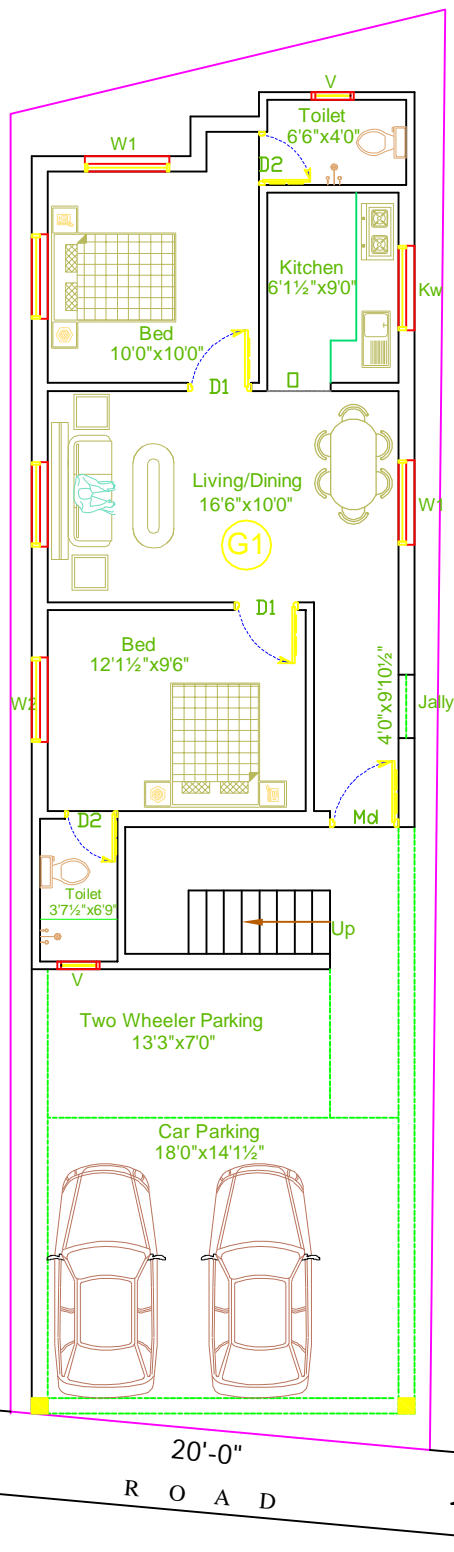 V
Toilet
6'6"x4'0"
W1
D2
Kitchen
6'1½"x9'0"
Kw
Bed
10'0"x10'0"
D1
Living/Dining
16'6"x10'0"
W1
G1
D1
Bed
12'1½"x9'6"
W2
4'0"x9'10½"
Jally
Md
D2
Toilet
3'7½"x6'9"
Up
V
Two Wheeler Parking
13'3"x7'0"
Car Parking
18'0"x14'1½"
20'-0"
ROAD